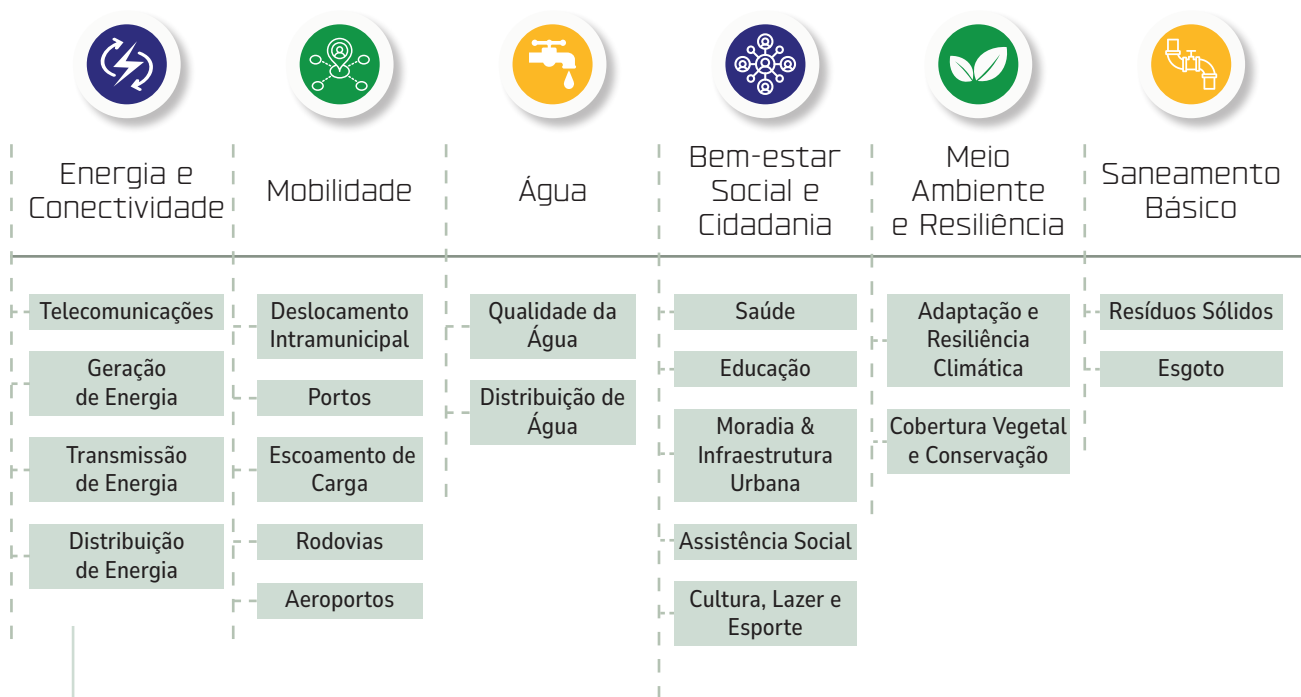 Energia e
Conectividade
Telecomunicações
Geração
de Energia
Transmissão
de Energia
Distribuição
de Energia
Mobilidade
Deslocamento
Intramunicipal
Portos
Escoamento de
Carga
Rodovias
Aeroportos
Água
Qualidade da
Água
Distribuição de
Água
Bem-estar
Social e
Cidadania
Saúde
Educação
Moradia &
Infraestrutura
Urbana
Assistência Social
Cultura, Lazer e
Esporte
Meio
Ambiente
e Resiliência
Adaptação e
Resiliência
Climática
Cobertura Vegetal
e Conservação
Saneamento
Básico
Resíduos Sólidos
Esgoto